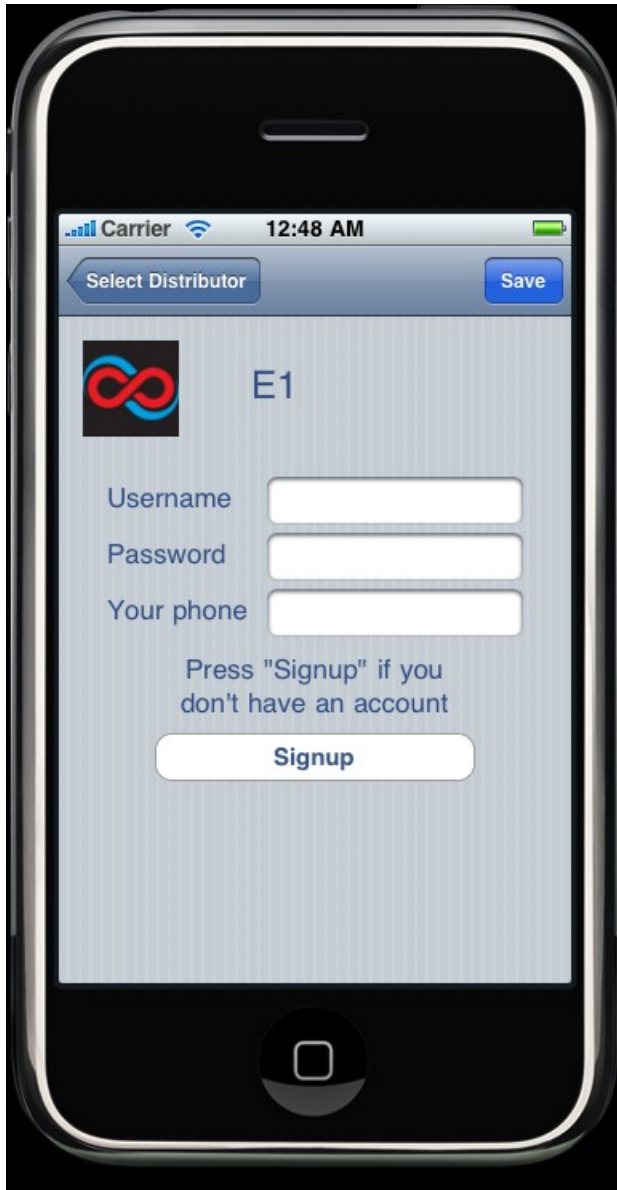 Carrier 12:48 AM
Select Distributor Save
E1
Username
Password
Your phone
Press "Signup" if you
don't have an account
Signup